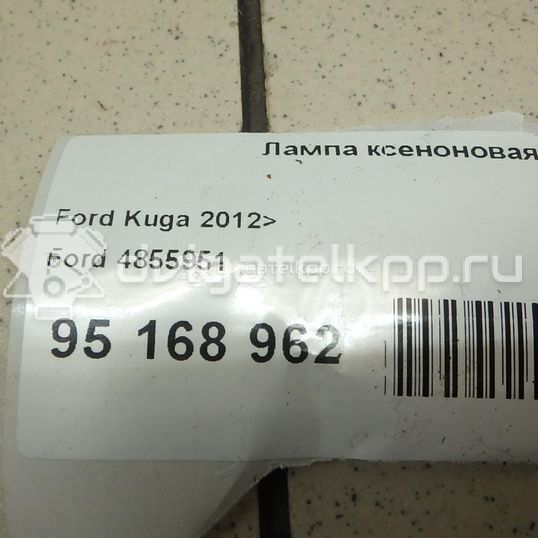 Лампа ксеноновая
Ford Kuga 2012>
Ford 4855951
dvigatelkpp.ru
95 168 962